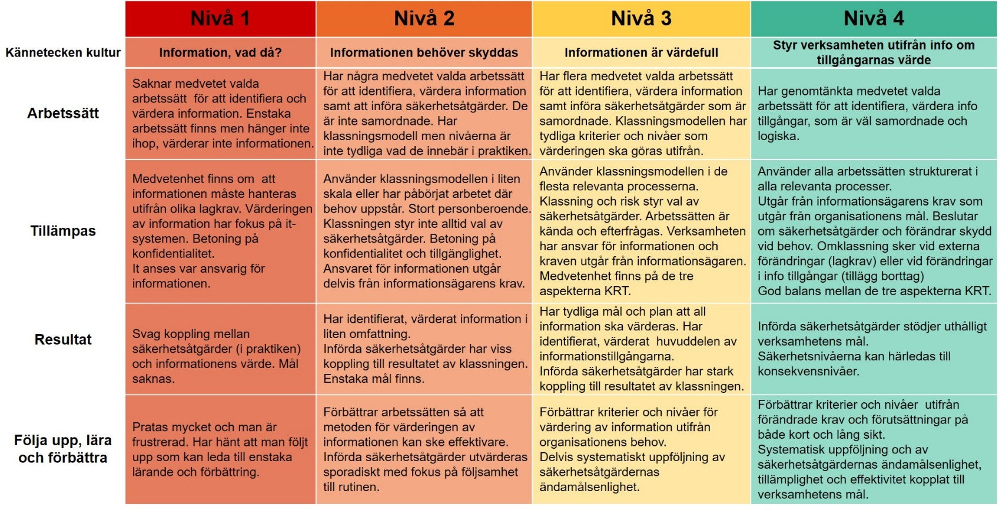 Nivå 1
Nivå 2
Nivå 3
Nivå 4
Kännetecken kultur
Information, vad då?
Informationen behöver skyddas
Informationen är värdefull
Styr verksamheten utifrån info om
tillgångarnas värde
Arbetssätt
Saknar medvetet valda
arbetssätt för att identifiera och
värdera information. Enstaka
arbetssätt finns men hänger inte
ihop, värderar inte informationen.
Har några medvetet valda arbetssätt
för att identifiera, värdera information
samt att införa säkerhetsåtgärder. De
är inte samordnade. Har
klassningsmodell men nivåerna är
inte tydliga vad de innebär i praktiken.
Har flera medvetet valda arbetssätt
för att identifiera, värdera information
samt införa säkerhetsåtgärder som är
samordnade. Klassningsmodellen har
tydliga kriterier och nivåer som
värderingen ska göras utifrån.
Har genomtänkta medvetet valda
arbetssätt för att identifiera, värdera info
tillgångar, som är väl samordnade och
logiska.
Tillämpas
Medvetenhet finns om att
informationen måste hanteras
utifrån olika lagkrav. Värderingen
av information har fokus på it-
systemen. Betoning på
konfidentialitet.
It anses var ansvarig för
informationen.
Använder klassningsmodellen i liten
skala eller har påbörjat arbetet där
behov uppstår. Stort personberoende.
Klassningen styr inte alltid val av
säkerhetsåtgärder. Betoning på
konfidentialitet och tillgänglighet.
Ansvaret för informationen utgår
delvis från informationsägarens krav.
Använder klassningsmodellen i de
flesta relevanta processerna.
Klassning och risk styr val av
säkerhetsåtgärder. Arbetssätten är
kända och efterfrågas. Verksamheten
har ansvar för informationen och
kraven utgår från informationsägaren.
Medvetenhet finns på de tre
aspekterna KRT.
Använder alla arbetssätten strukturerat i
alla relevanta processer.
Utgår från informationsägarens krav som
utgår från organisationens mål. Beslutar
om säkerhetsåtgärder och förändrar skydd
vid behov. Omklassning sker vid externa
förändringar (lagkrav) eller vid förändringar
i info tillgångar (tillägg borttag)
God balans mellan de tre aspekterna KRT.
Resultat
Svag koppling mellan
säkerhetsåtgärder (i praktiken)
och informationens värde. Mål
saknas.
Har identifierat, värderat information i
liten omfattning.
Införda säkerhetsåtgärder har viss
koppling till resultatet av klassningen.
Enstaka mål finns.
Har tydliga mål och plan att all
information ska värderas. Har
identifierat, värderat huvuddelen av
informationstillgångarna.
Införda säkerhetsåtgärder har stark
koppling till resultatet av klassningen.
Införda säkerhetsåtgärder stödjer uthålligt
verksamhetens mål.
Säkerhetsnivåerna kan härledas till
konsekvensnivåer.
Följa upp, lära
och förbättra
Pratas mycket och man är
frustrerad. Har hänt att man följt
upp som kan leda till enstaka
lärande och förbättring.
Förbättrar arbetssätten så att
metoden för värderingen av
informationen kan ske effektivare.
Införda säkerhetsåtgärder utvärderas
sporadiskt med fokus på följsamhet
till rutinen.
Förbättrar kriterier och nivåer för
värdering av information utifrån
organisationens behov.
Delvis systematiskt uppföljning av
säkerhetsåtgärdernas
ändamålsenlighet.
Förbättrar kriterier och nivåer utifrån
förändrade krav och förutsättningar på
både kort och lång sikt.
Systematisk uppföljning och av
säkerhetsåtgärdernas ändamålsenlighet,
tillämplighet och effektivitet kopplat till
verksamhetens mål.